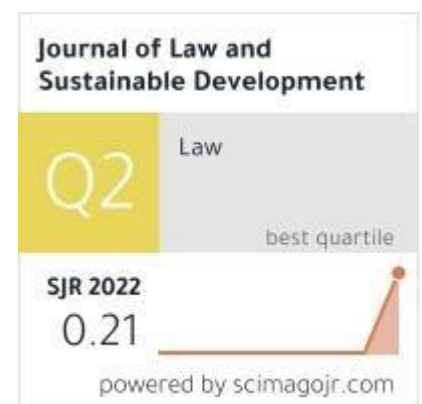 Journal of Law and
Sustainable Development
Q2
Law
best quartile
SJR 2022
0.21
powered by scimagojr.com